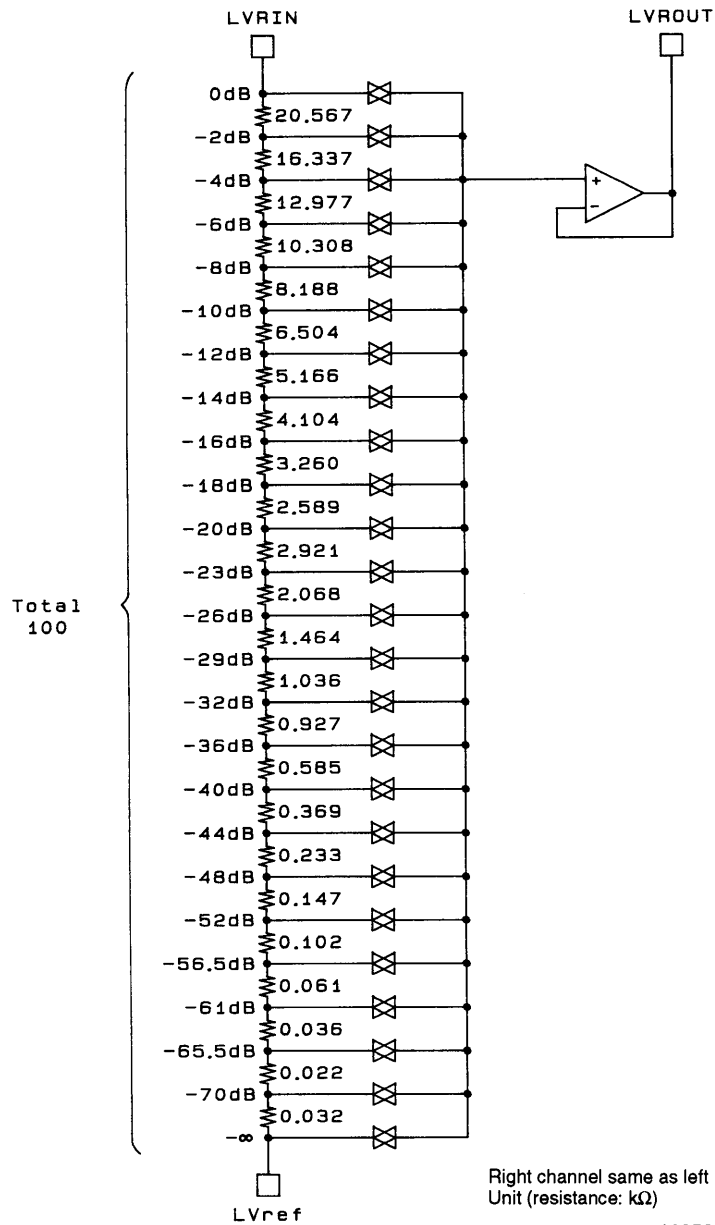 LVRIN
LVROUT
0dB
20.567
-2dB
16.337
-4dB
+
12.977
-
-6dB
10.308
-8dB
8.188
-10dB
6.504
-12dB
5.166
-14dB
4.104
-16dB
3.260
-18dB
2.589
-20dB
2.921
-23dB
2.068
Total
100
-26dB
1.464
-29dB
1.036
-32dB
0.927
-36dB
0.585
-40dB
0.369
-44dB
0.233
-48dB
0.147
-52dB
0.102
-56.5dB
0.061
-61dB
0.036
-65.5dB
0.022
-70dB
0.032
-∞
Right channel same as left
Unit (resistance: kΩ)
LVref